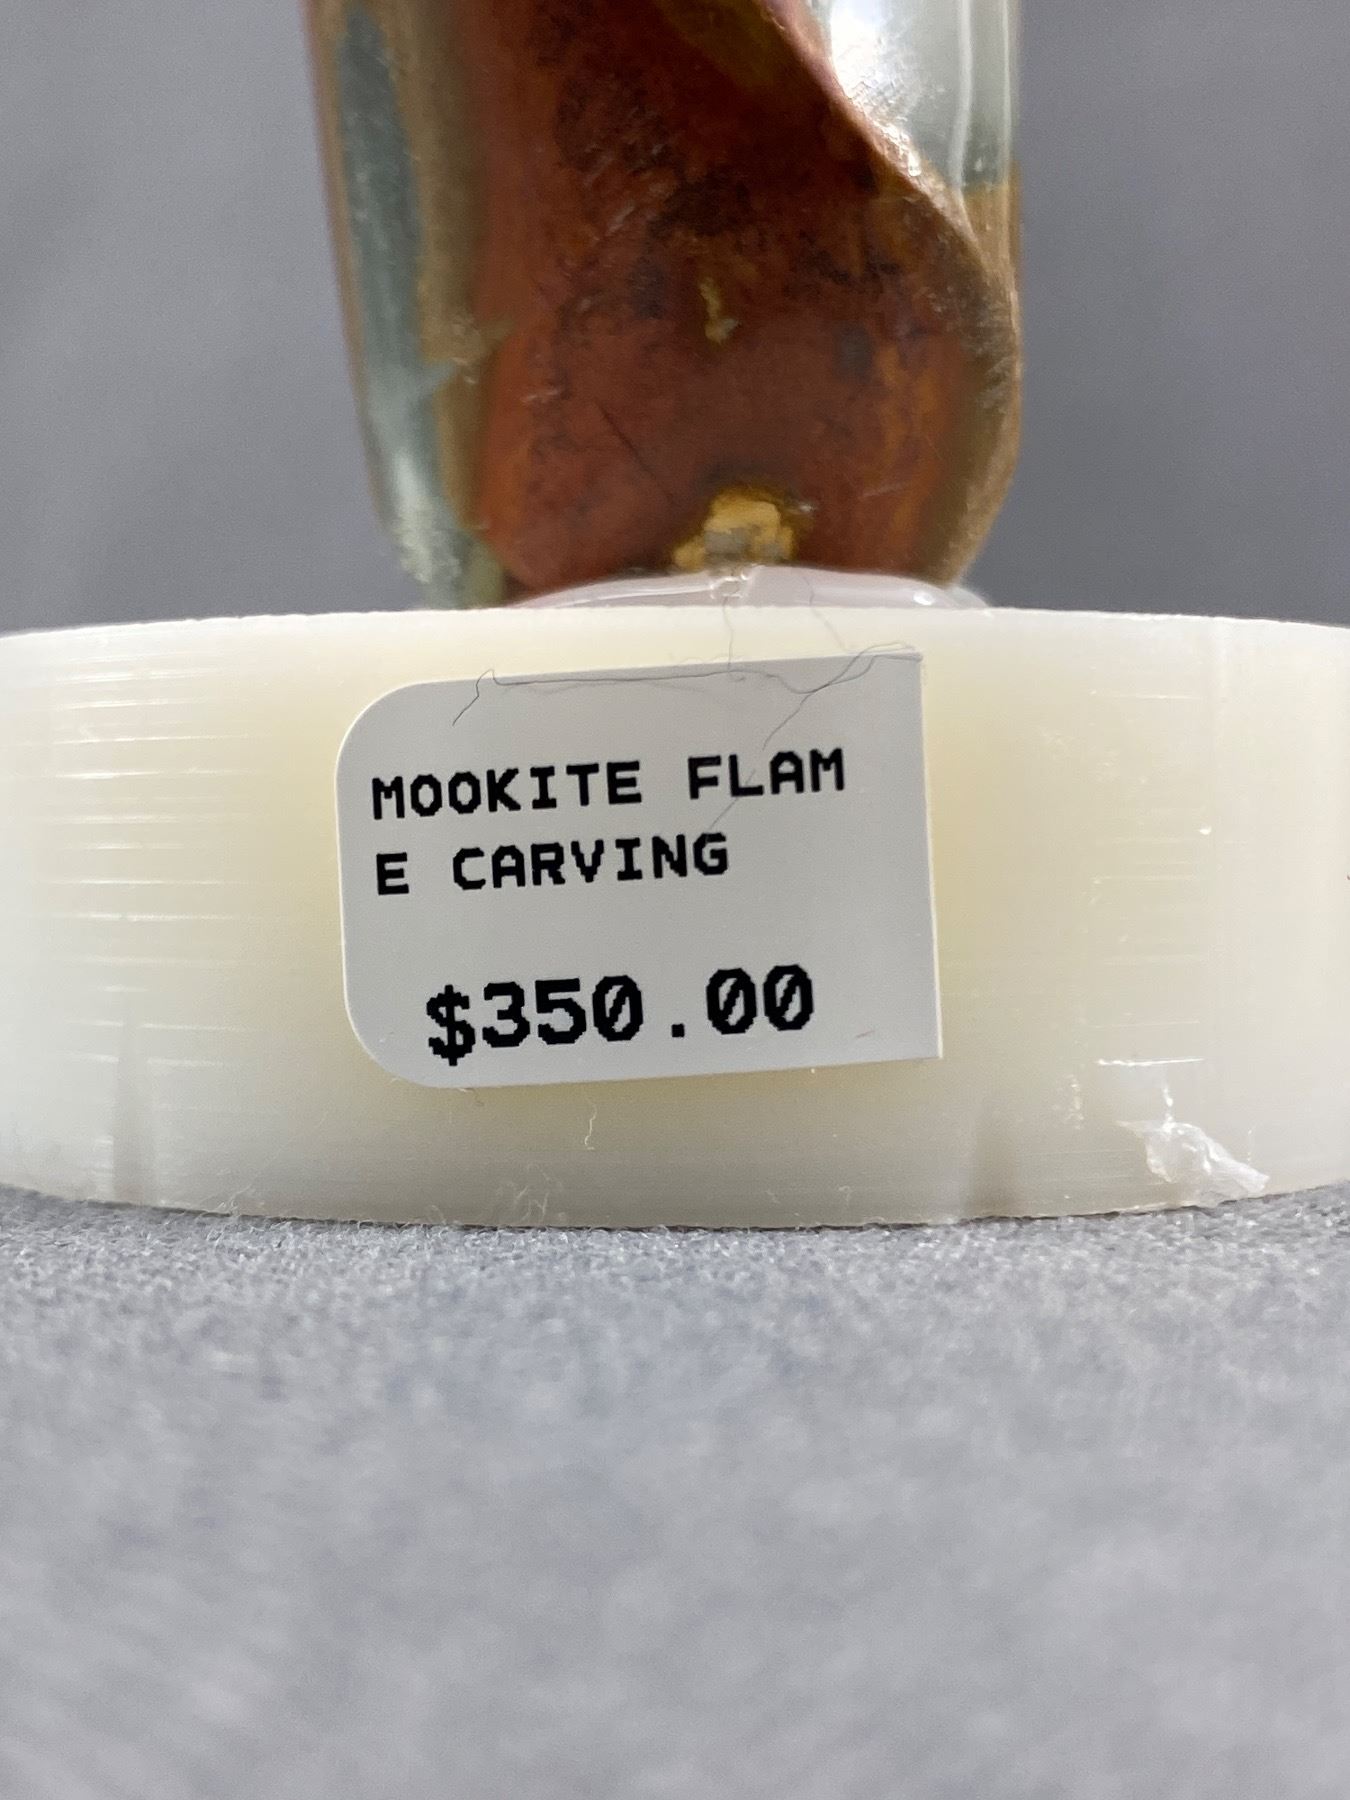 MOOKITE FLAM
E CARVING
$350.00